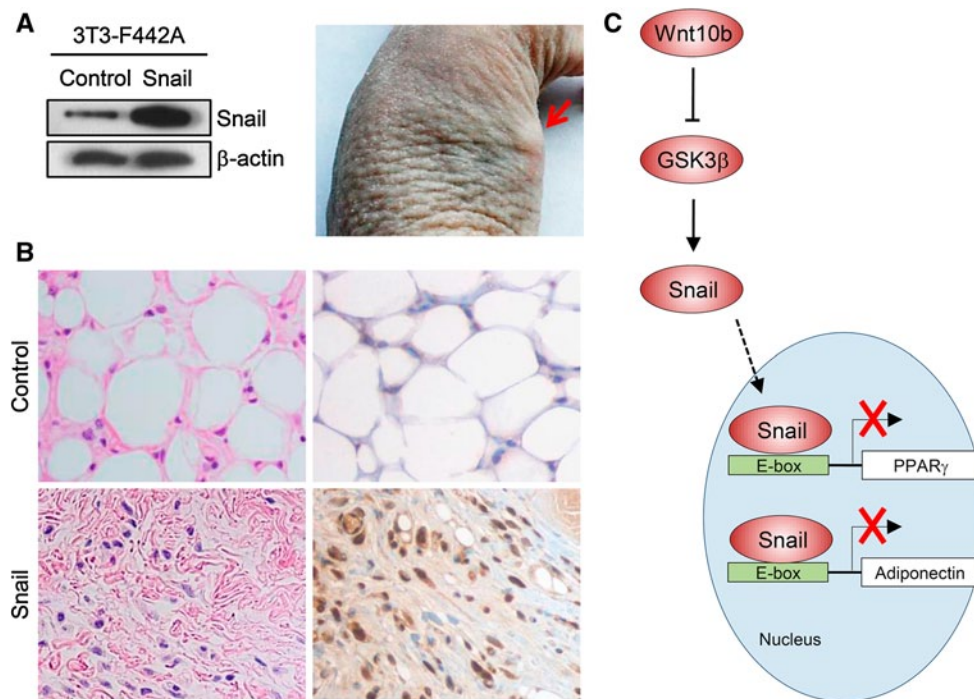 A
3T3-F442A
Control Snail
Snail
β-actin
B
Control
Snail
C
Wnt10b
GSK3β
Snail
Snail
E-box
PPARγ
Snail
E-box
Adiponectin
Nucleus